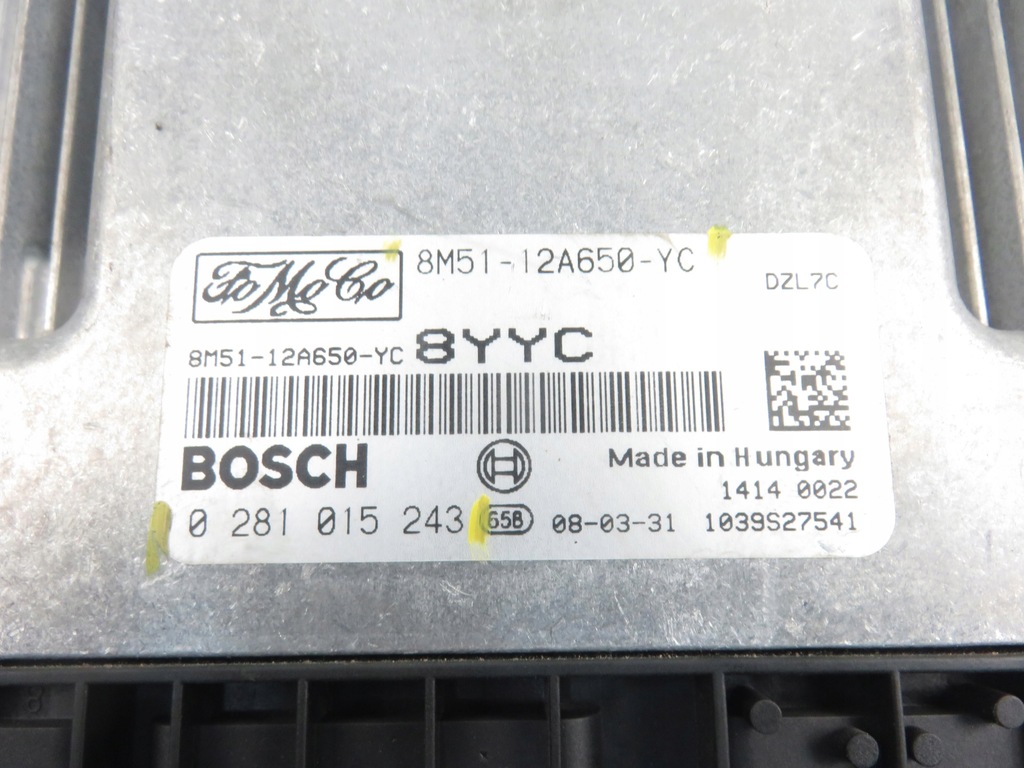 FoMoCo 8M51-12A650-YC
DZL7C
8M51-12A650-YC 8YYC
BOSCH
Made in Hungary
1414 0022
0 281 015 243 658 08-03-31 1039S27541